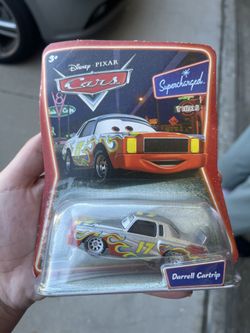 3+
Disney · PIXAR
Cars
Supercharged
17
Darrell Cartrip